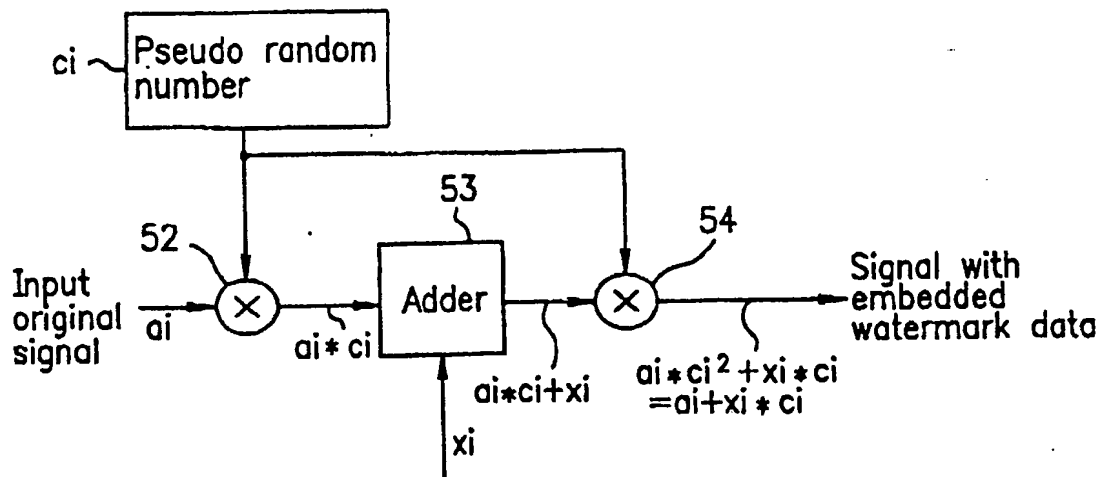 ci
Pseudo random
number
53
52
54
Input
original
signal
ai
ai*ci
Adder
ai*ci+xi
Signal with
embedded
watermark data
ai*ci²+xi*ci
=ai+xi*ci
xi